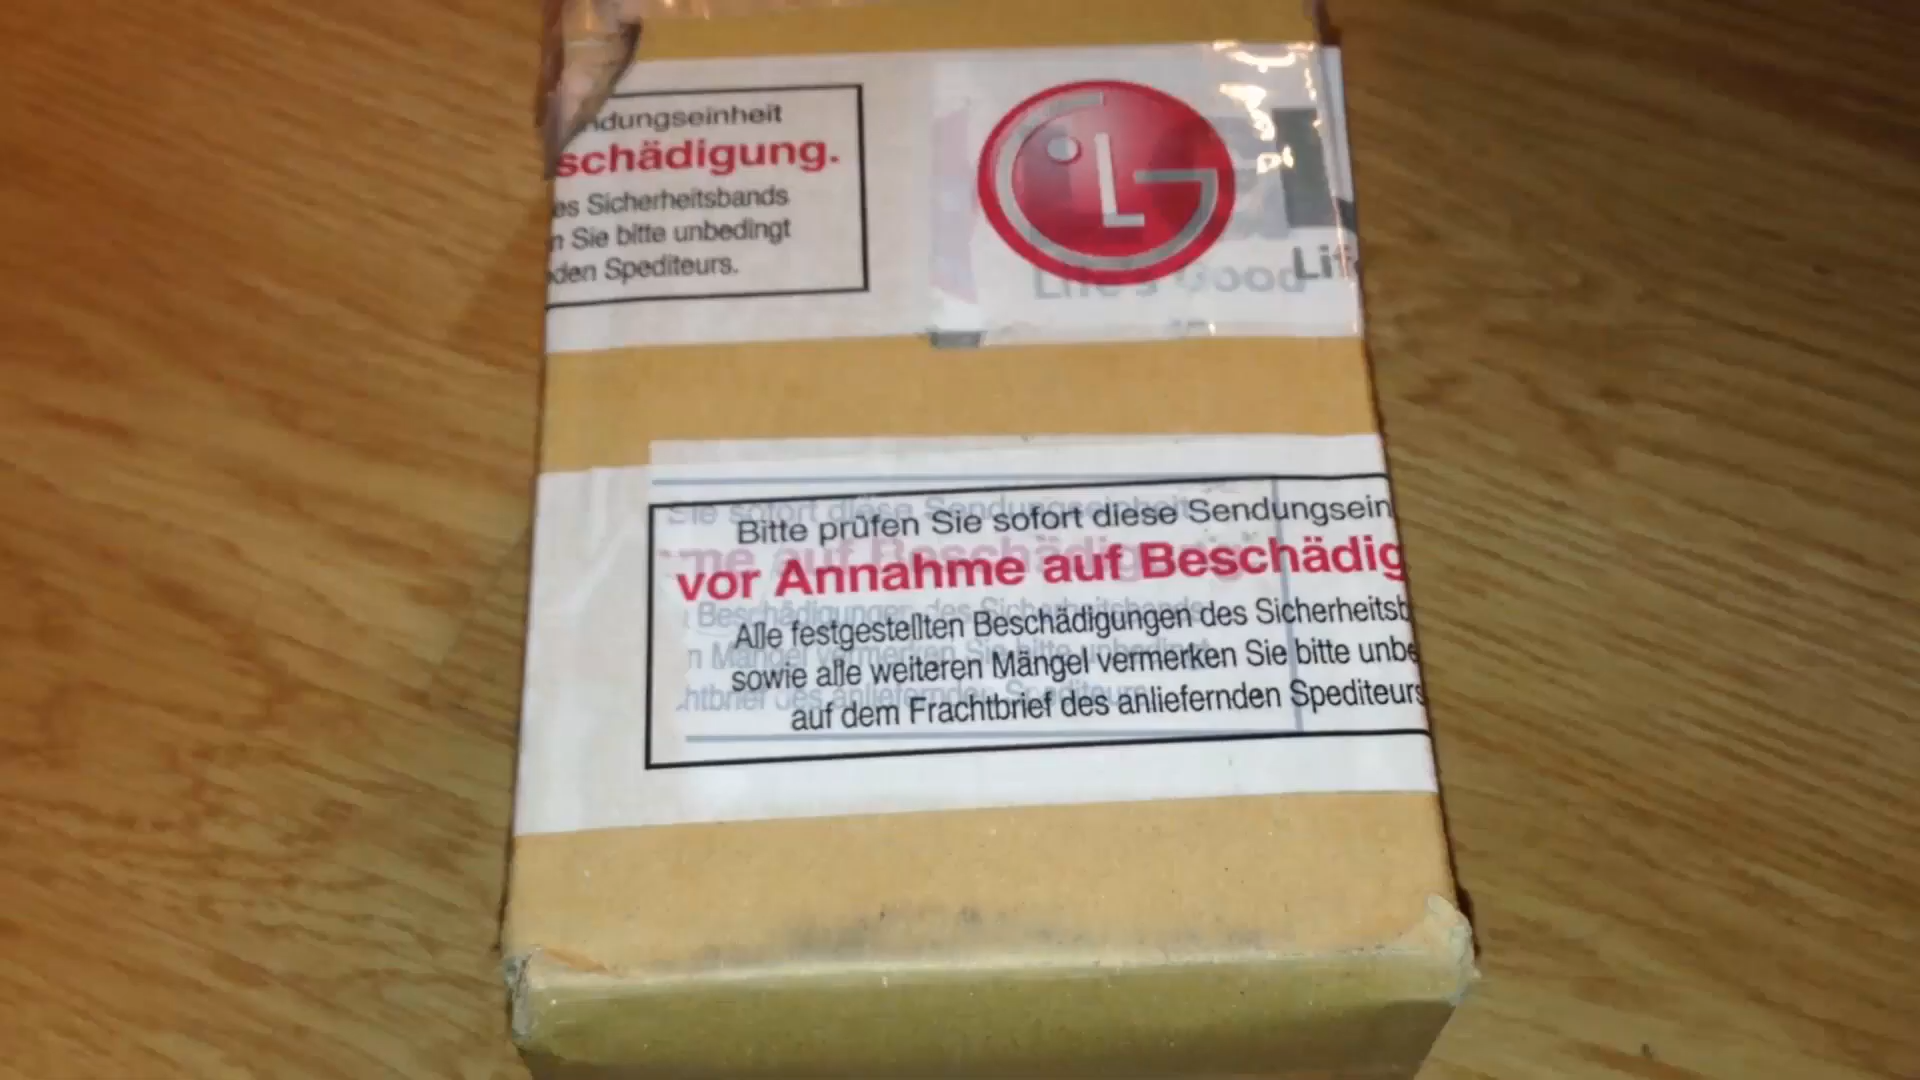 ndungseinheit
schädigung.
es Sicherheitsbands
n Sie bitte unbedingt
den Spediteurs.
LG
Life's Good
Lif
Bitte prüfen Sie sofort diese Sendungsein
vor Annahme auf Beschädig
Alle festgestellten Beschädigungen des Sicherheitsb
sowie alle weiteren Mängel vermerken Sie bitte unbe
auf dem Frachtbrief des anliefernden Spediteurs